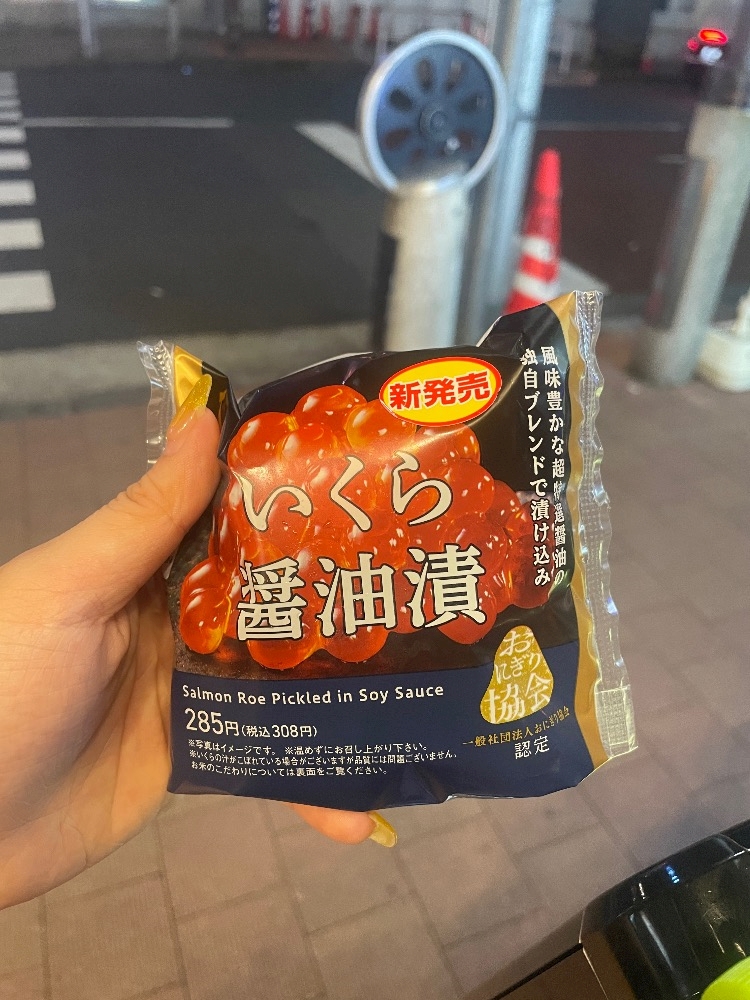 新発売
風味豊かな超特選醤油の
独自ブレンドで漬け込み
いくら
醤油漬
おにぎり
協会
一般社団法人おにぎり協会
認定
Salmon Roe Pickled in Soy Sauce
285円(税込308円)
※写真はイメージです。 ※温めずにお召し上がり下さい。
※いくらの汁がこぼれている場合がございますが品質には問題ございません。
お米のこだわりについては裏面をご覧ください。